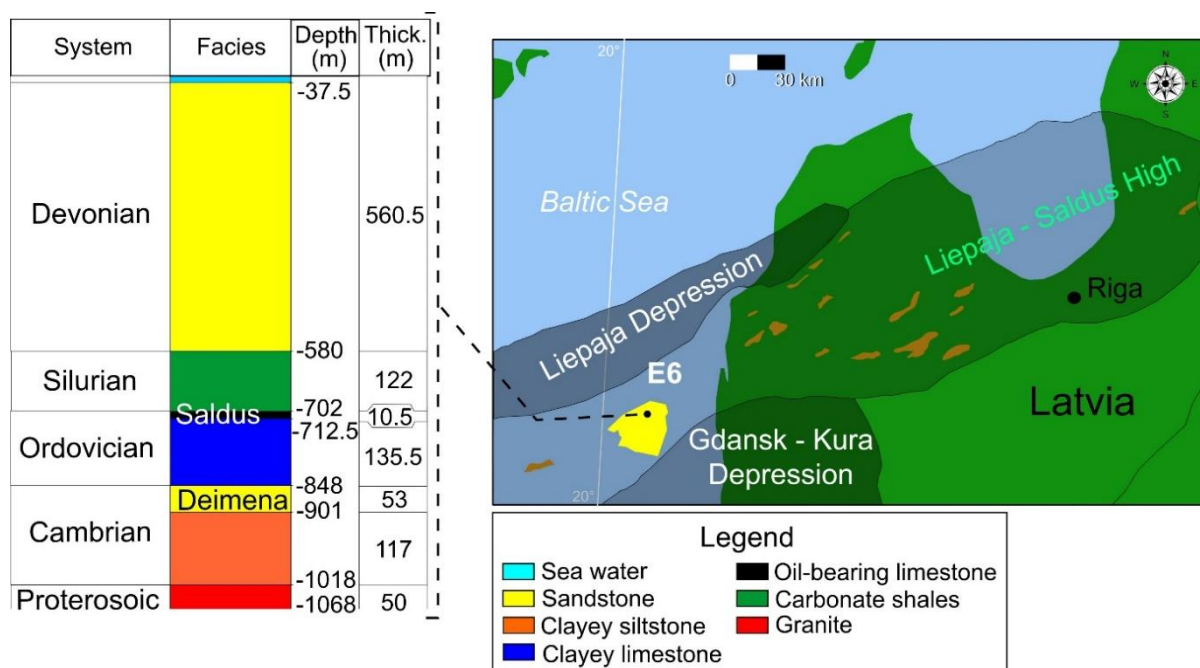 System Facies Depth (m) Thick. (m)
-37.5
Devonian 560.5
-580
Silurian 122
-702
Saldus 10.5
-712.5
Ordovician 135.5
-848
Deimena 53
-901
Cambrian 117
-1018
Proterosoic 50
-1068
20°
0 30 km
N
W E
S
Baltic Sea
Liepaja - Saldus High
Liepaja Depression
Riga
E6
Latvia
Gdansk - Kura
Depression
20°
Legend
Sea water
Sandstone
Clayey siltstone
Clayey limestone
Oil-bearing limestone
Carbonate shales
Granite